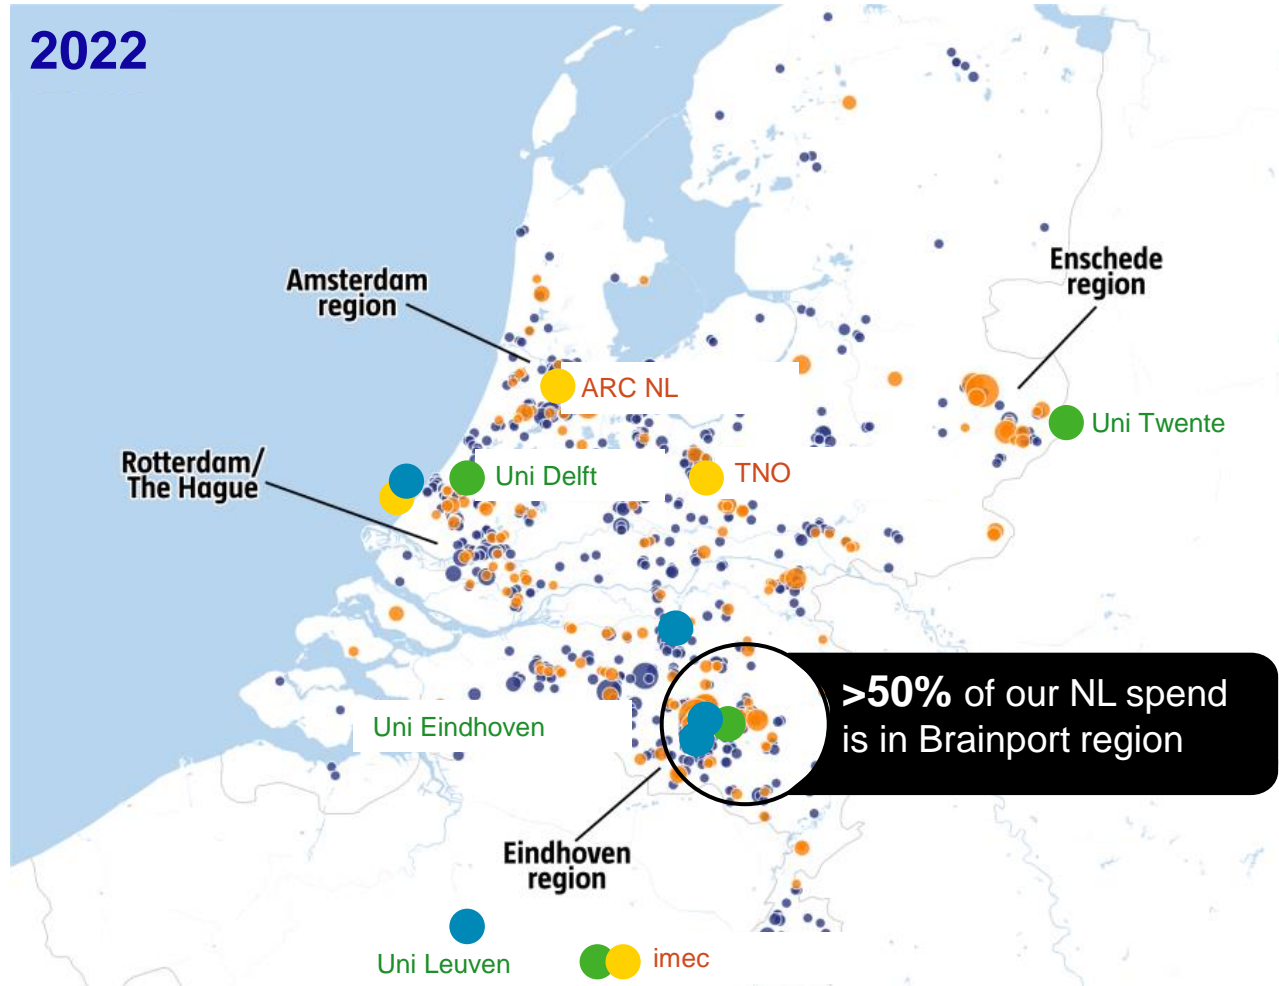 2022
Enschede
region
Amsterdam
region
ARC NL
Uni Twente
Rotterdam/
The Hague
Uni Delft
TNO
>50% of our NL spend
is in Brainport region
Uni Eindhoven
Eindhoven
region
Uni Leuven
imec